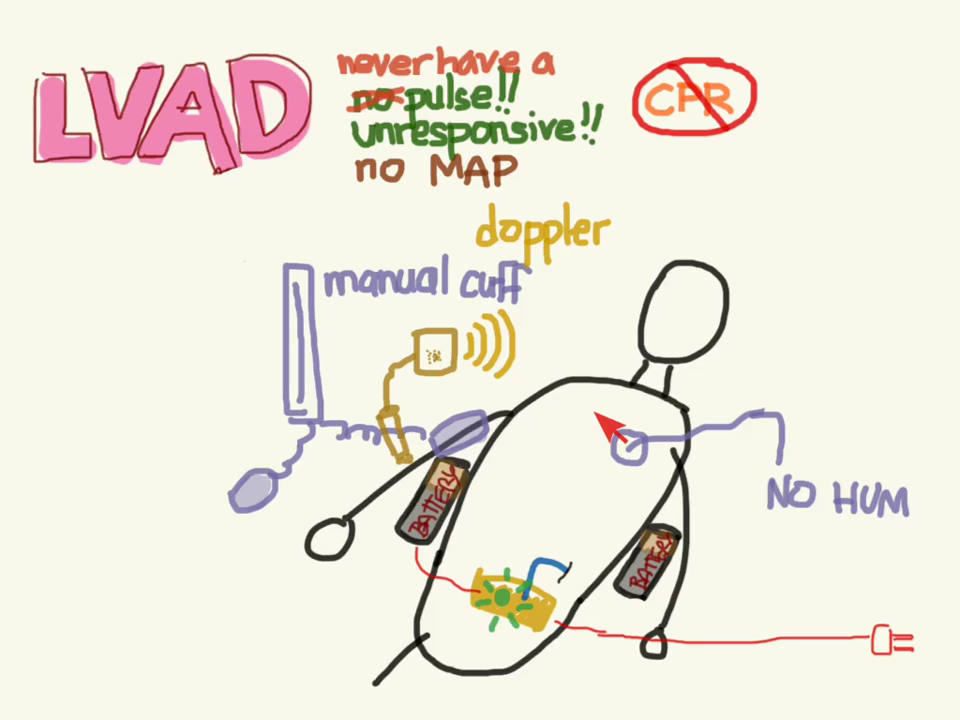 LVAD
never have a
no pulse!!
unresponsive!!
no MAP
CPR
doppler
manual cuff
BATTERY
NO HUM
BATTERY